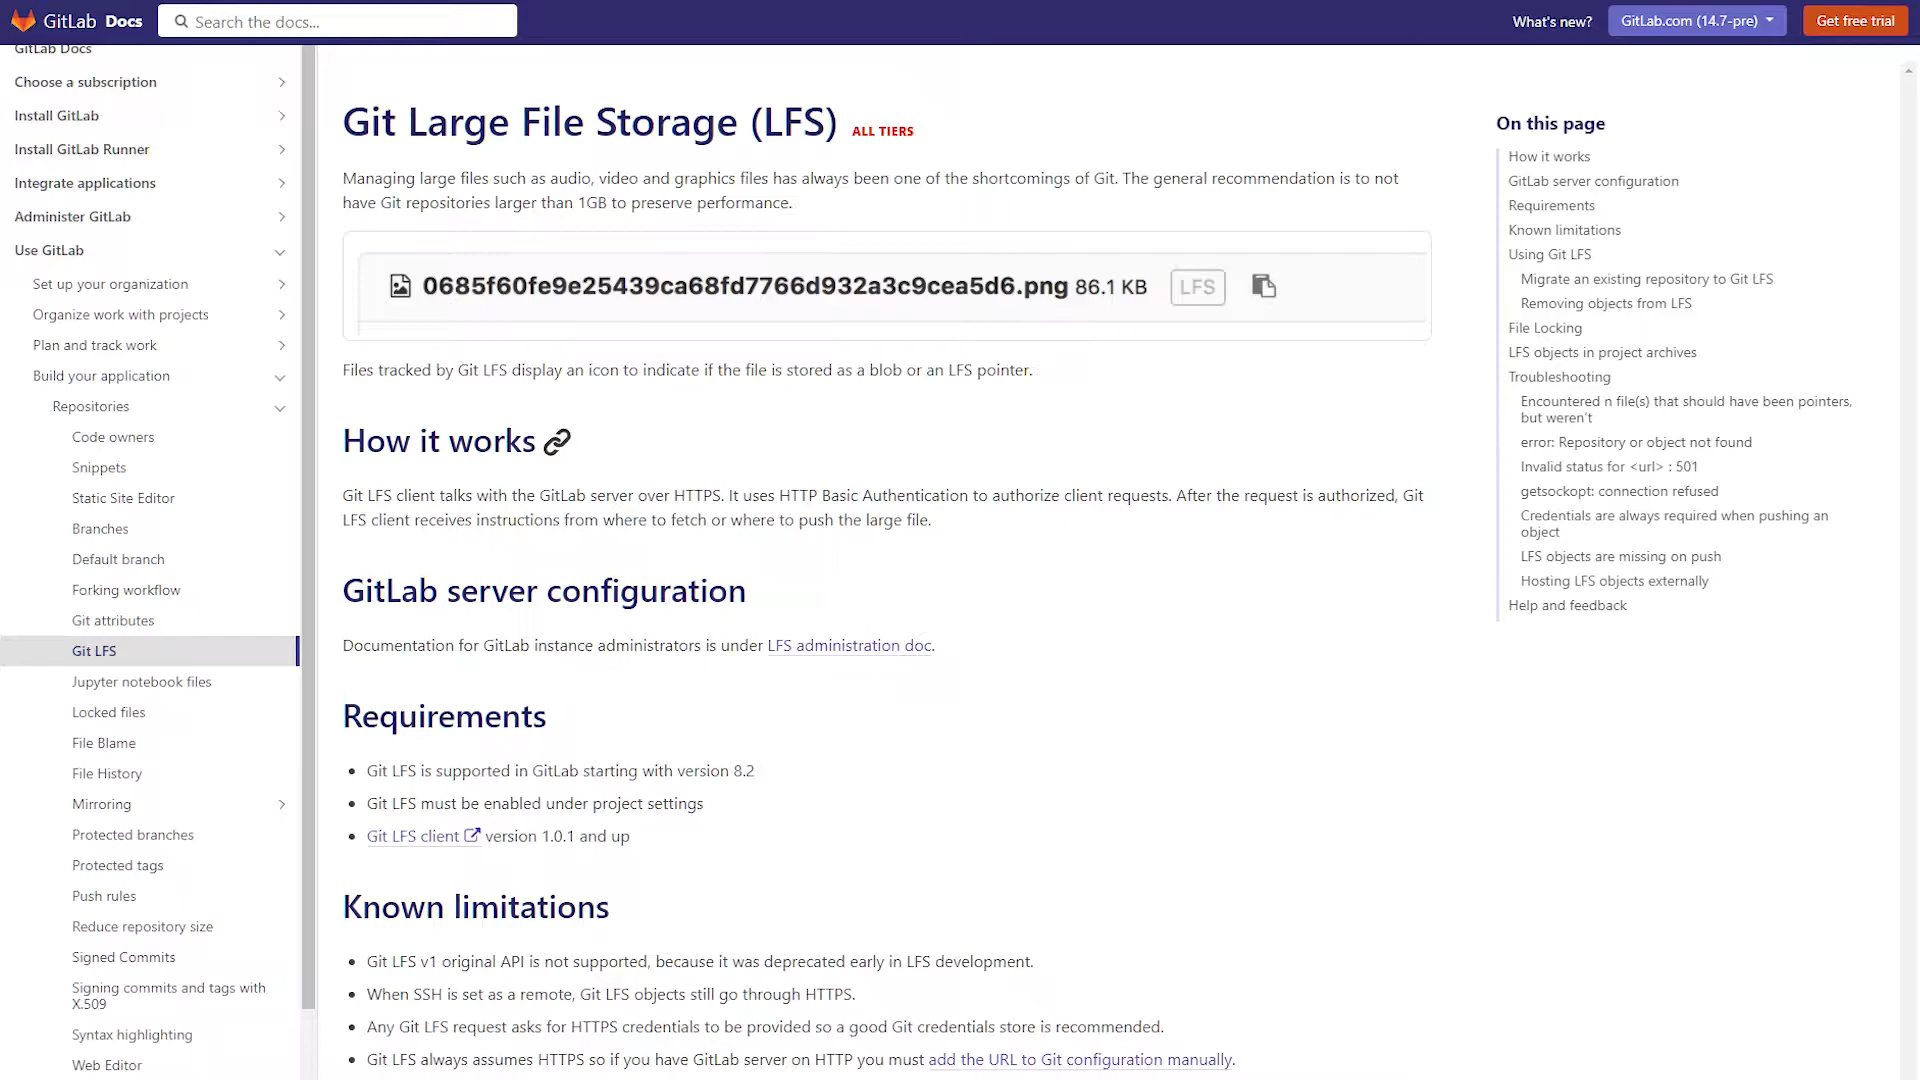 GitLab Docs
Search the docs...
What's new?
GitLab.com (14.7-pre)
Get free trial
GitLab Docs
Choose a subscription
Install GitLab
Install GitLab Runner
Integrate applications
Administer GitLab
Use GitLab
Set up your organization
Organize work with projects
Plan and track work
Build your application
Repositories
Code owners
Snippets
Static Site Editor
Branches
Default branch
Forking workflow
Git attributes
Git LFS
Jupyter notebook files
Locked files
File Blame
File History
Mirroring
Protected branches
Protected tags
Push rules
Reduce repository size
Signed Commits
Signing commits and tags with
X.509
Syntax highlighting
Web Editor
Git Large File Storage (LFS) ALL TIERS
Managing large files such as audio, video and graphics files has always been one of the shortcomings of Git. The general recommendation is to not
have Git repositories larger than 1GB to preserve performance.
0685f60fe9e25439ca68fd7766d932a3c9cea5d6.png 86.1 KB LFS
Files tracked by Git LFS display an icon to indicate if the file is stored as a blob or an LFS pointer.
How it works
Git LFS client talks with the GitLab server over HTTPS. It uses HTTP Basic Authentication to authorize client requests. After the request is authorized, Git
LFS client receives instructions from where to fetch or where to push the large file.
GitLab server configuration
Documentation for GitLab instance administrators is under LFS administration doc.
Requirements
Git LFS is supported in GitLab starting with version 8.2
Git LFS must be enabled under project settings
Git LFS client version 1.0.1 and up
Known limitations
Git LFS v1 original API is not supported, because it was deprecated early in LFS development.
When SSH is set as a remote, Git LFS objects still go through HTTPS.
Any Git LFS request asks for HTTPS credentials to be provided so a good Git credentials store is recommended.
Git LFS always assumes HTTPS so if you have GitLab server on HTTP you must add the URL to Git configuration manually.
On this page
How it works
GitLab server configuration
Requirements
Known limitations
Using Git LFS
Migrate an existing repository to Git LFS
Removing objects from LFS
File Locking
LFS objects in project archives
Troubleshooting
Encountered n file(s) that should have been pointers,
but weren't
error: Repository or object not found
Invalid status for <url> : 501
getsockopt: connection refused
Credentials are always required when pushing an
object
LFS objects are missing on push
Hosting LFS objects externally
Help and feedback